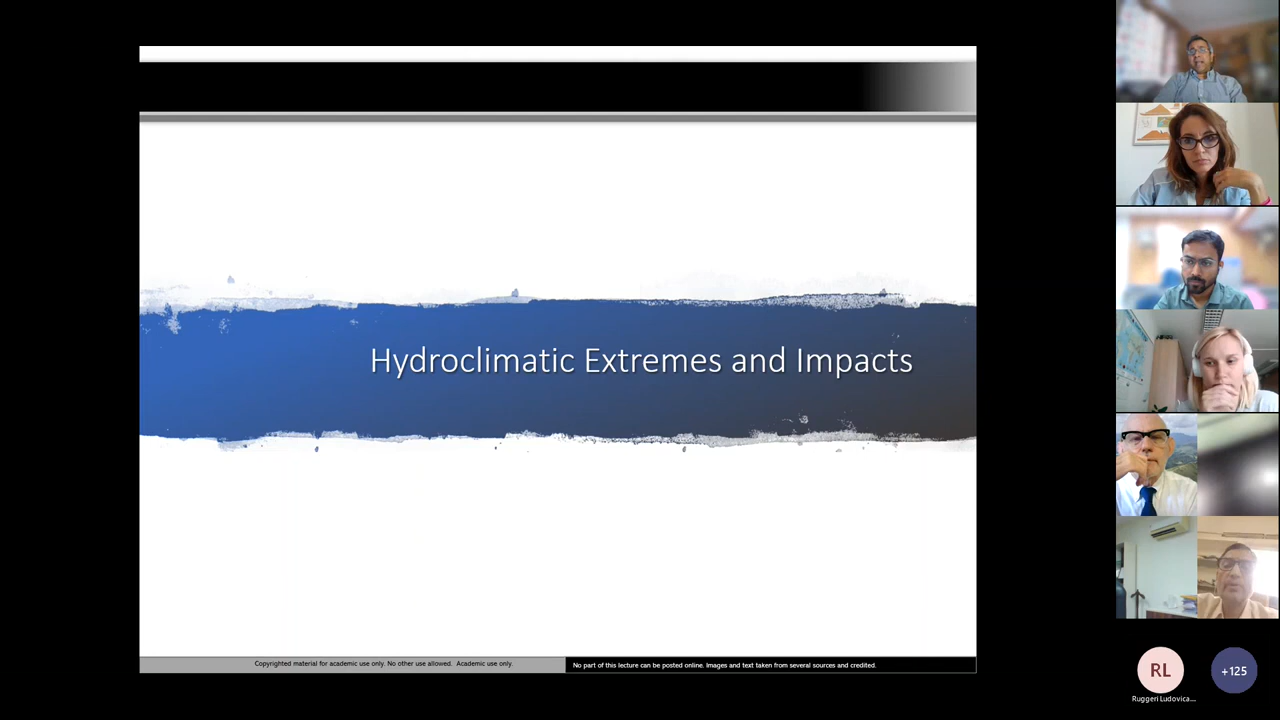 Hydroclimatic Extremes and Impacts
Copyrighted material for academic use only. No other use allowed. Academic use only.
No part of this lecture can be posted online. Images and text taken from several sources and credited.
RL
Ruggeri Ludovica...
+125